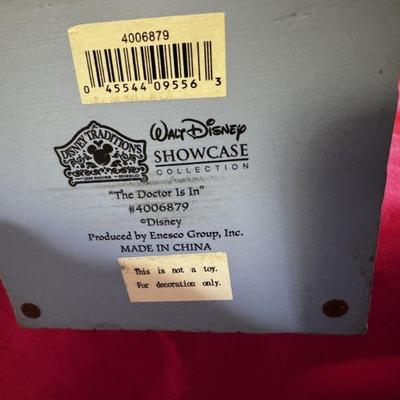 4006879
0 45544 09556 3
DISNEY TRADITIONS
WALT DISNEY
SHOWCASE
COLLECTION
"The Doctor Is In"
#4006879
©Disney
Produced by Enesco Group, Inc.
MADE IN CHINA
This is not a toy.
For decoration only.